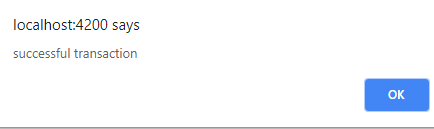 localhost:4200 says
successful transaction
OK